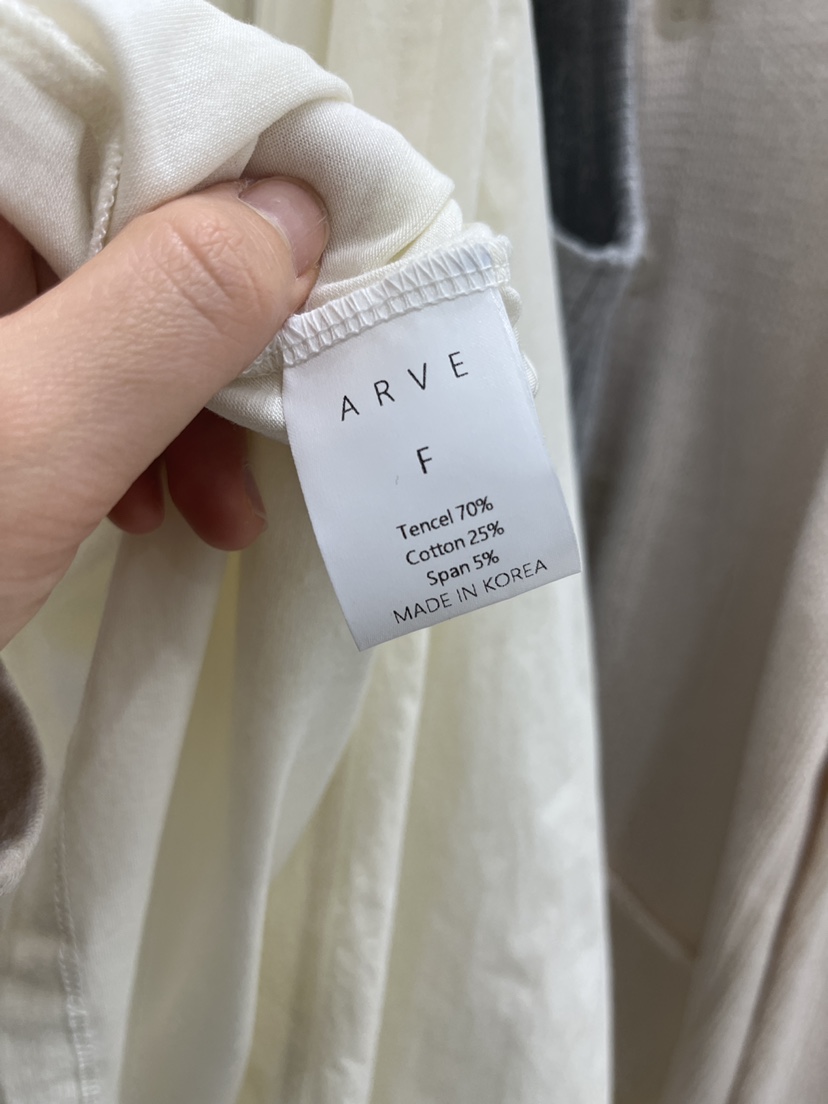 ARVE
F
Tencel 70%
Cotton 25%
Span 5%
MADE IN KOREA